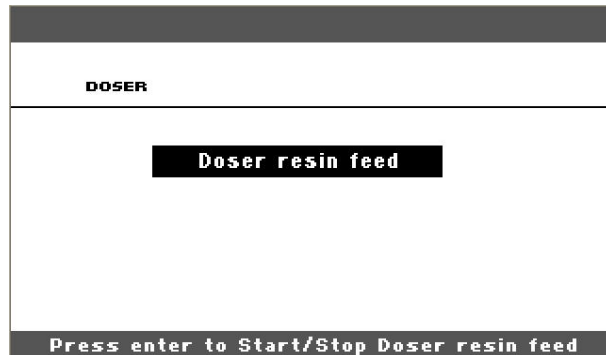 DOSER
Doser resin feed
Press enter to Start/Stop Doser resin feed